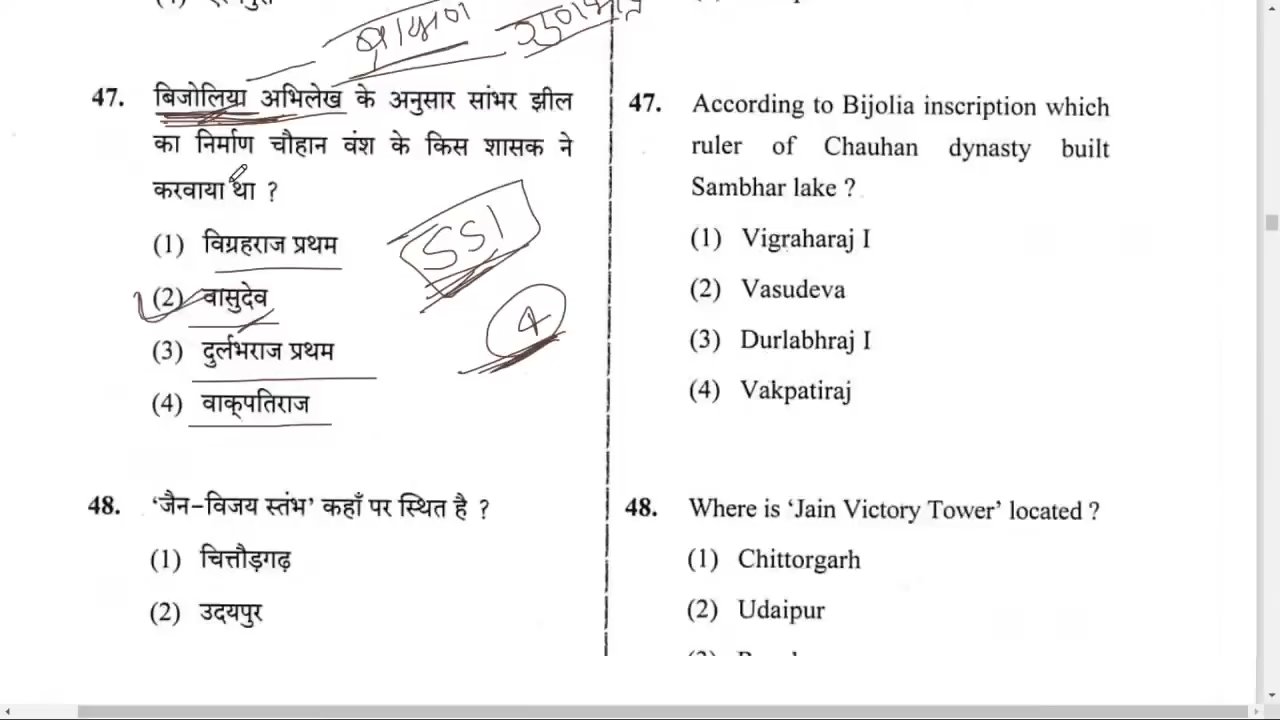 ब्राह्मण
47. बिजोलिया अभिलेख के अनुसार सांभर झील
का निर्माण चौहान वंश के किस शासक ने
करवाया था ?
(1) विग्रहराज प्रथम
(2) वासुदेव
(3) दुर्लभराज प्रथम
(4) वाक्पतिराज
551
4
48. ‘जैन-विजय स्तंभ’ कहाँ पर स्थित है ?
(1) चित्तौड़गढ़
(2) उदयपुर
47. According to Bijolia inscription which
ruler of Chauhan dynasty built
Sambhar lake ?
(1) Vigraharaj I
(2) Vasudeva
(3) Durlabhraj I
(4) Vakpatiraj
48. Where is ‘Jain Victory Tower’ located ?
(1) Chittorgarh
(2) Udaipur